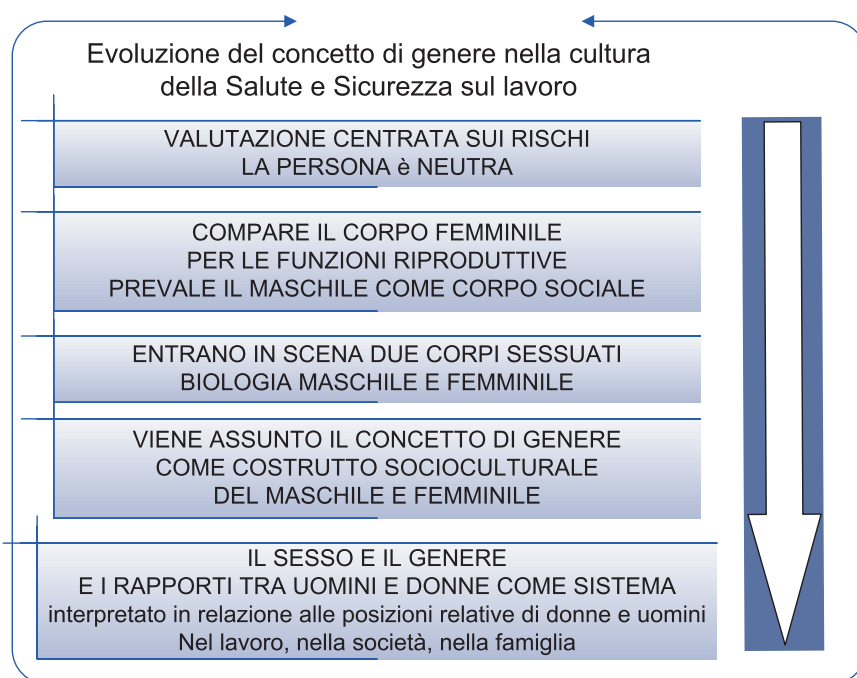 Evoluzione del concetto di genere nella cultura
della Salute e Sicurezza sul lavoro
VALUTAZIONE CENTRATA SUI RISCHI
LA PERSONA è NEUTRA
COMPARE IL CORPO FEMMINILE
PER LE FUNZIONI RIPRODUTTIVE
PREVALE IL MASCHILE COME CORPO SOCIALE
ENTRANO IN SCENA DUE CORPI SESSUATI
BIOLOGIA MASCHILE E FEMMINILE
VIENE ASSUNTO IL CONCETTO DI GENERE
COME COSTRUTTO SOCIOCULTURALE
DEL MASCHILE E FEMMINILE
IL SESSO E IL GENERE
E I RAPPORTI TRA UOMINI E DONNE COME SISTEMA
interpretato in relazione alle posizioni relative di donne e uomini
Nel lavoro, nella società, nella famiglia